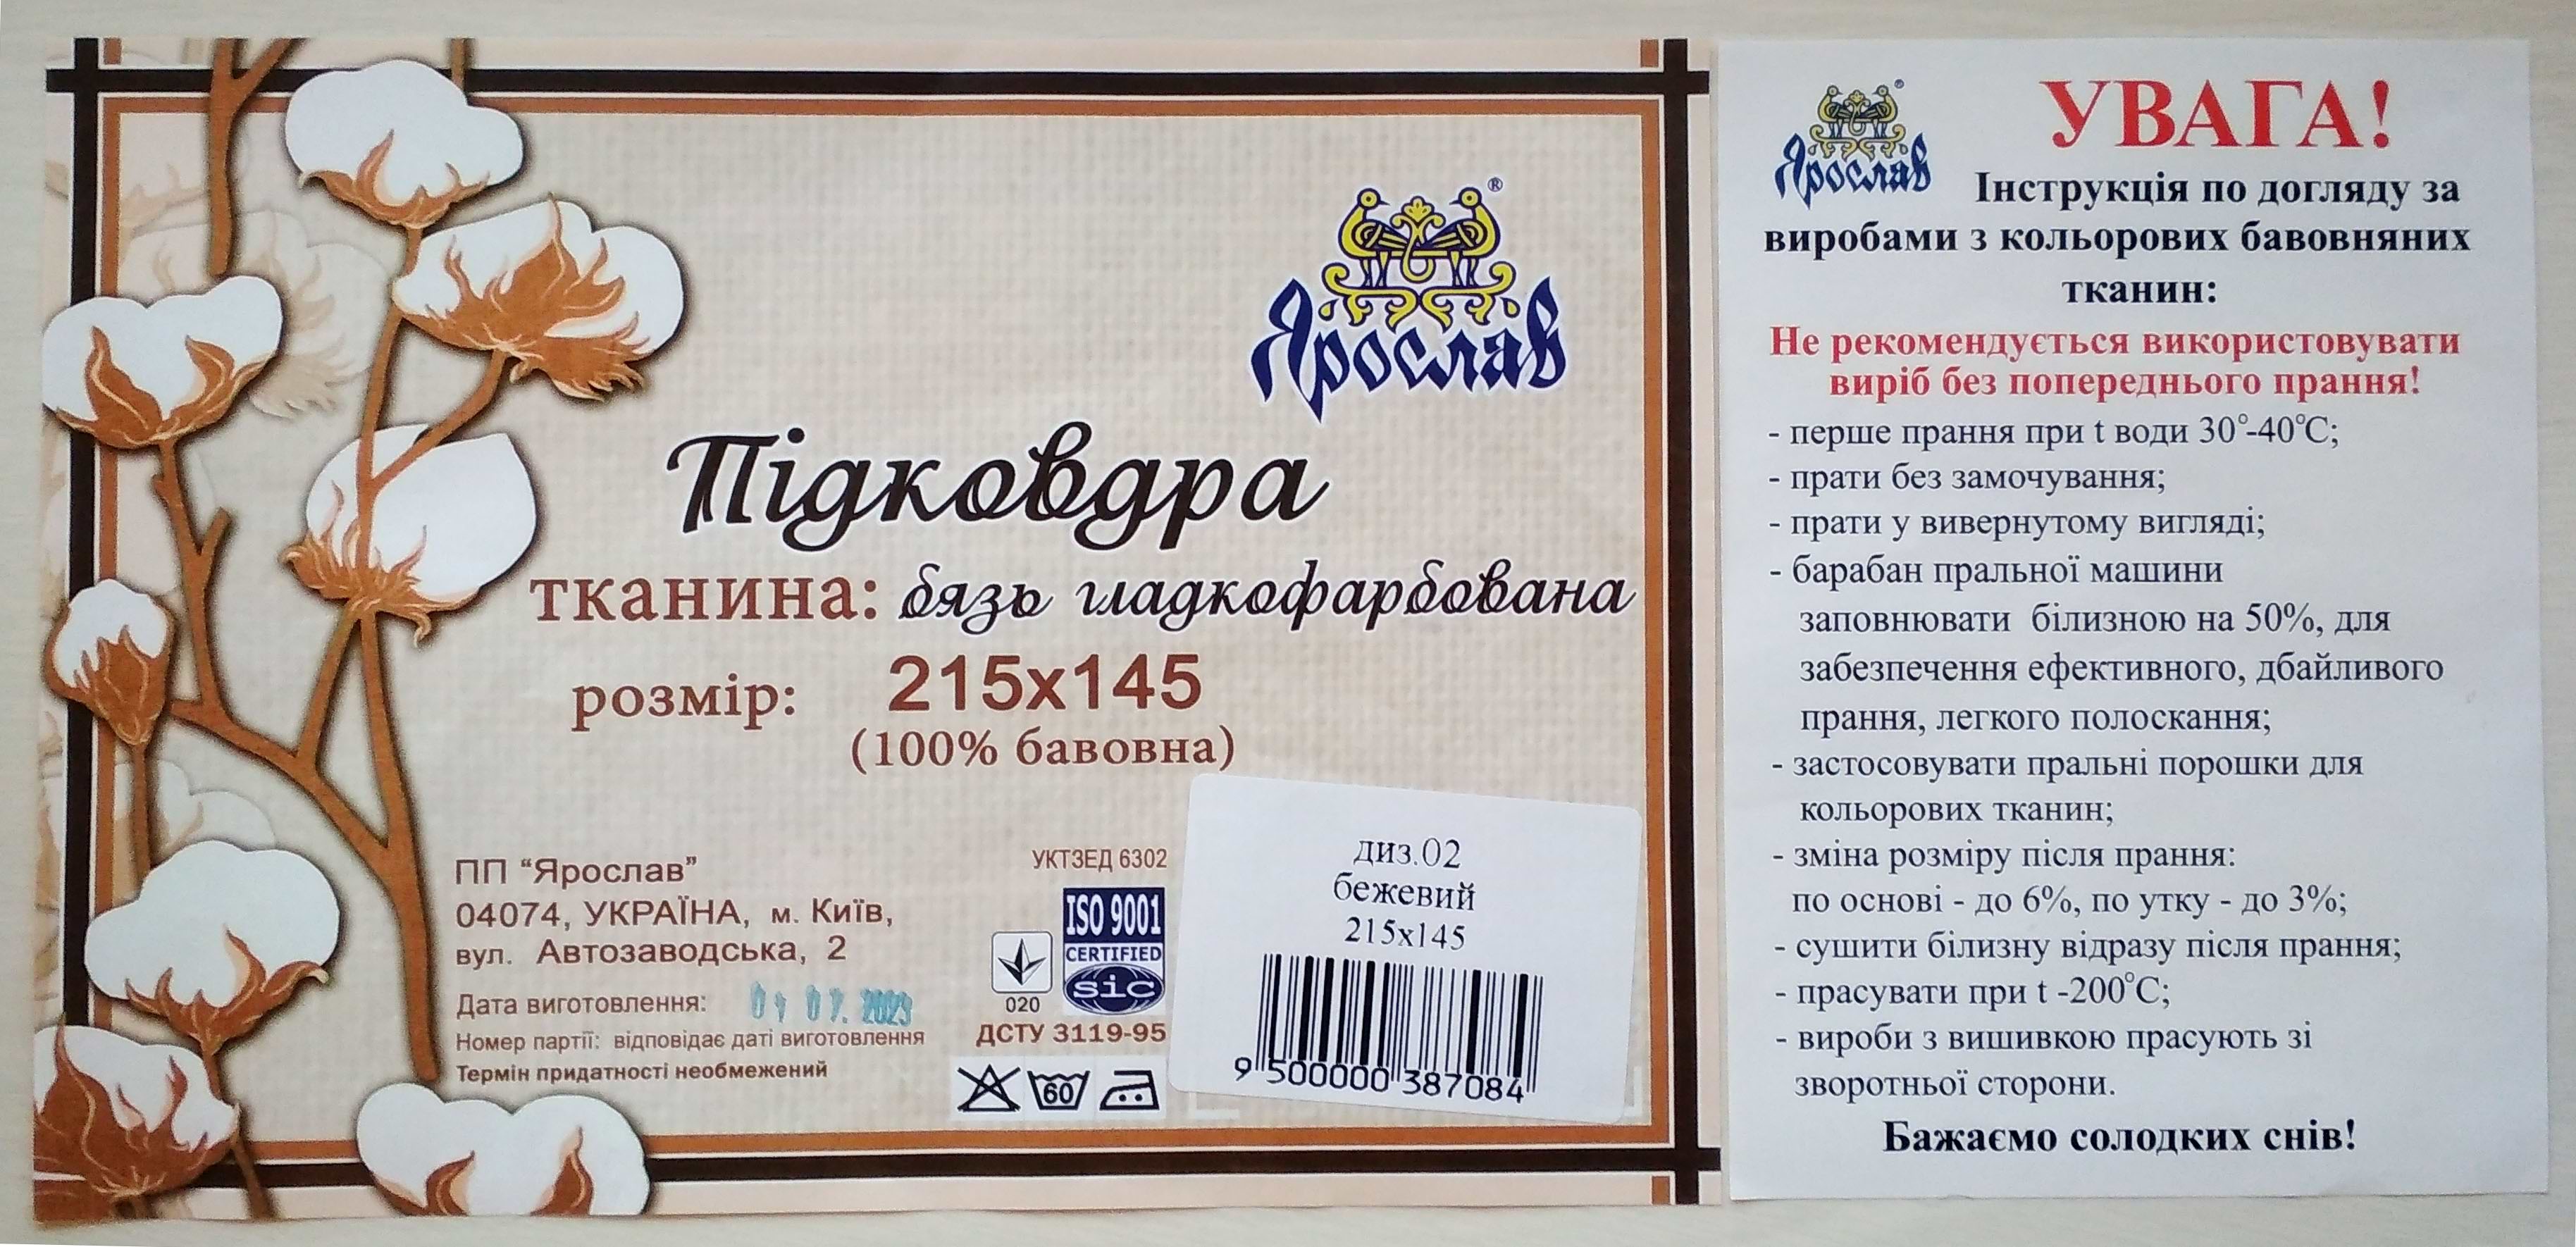 Ярослав
®
Підковдра
тканина: бязь гладкофарбована
розмір: 215х145
(100% бавовна)
ПП “Ярослав”
04074, УКРАЇНА, м. Київ,
вул. Автозаводська, 2
Дата виготовлення: 07. 2023
Номер партії: відповідає даті виготовлення
Термін придатності необмежений
УКТЗЕД 6302
ISO 9001
CERTIFIED
sic
020
ДСТУ 3119-95
60
диз.02
бежевий
215х145
9 500000 387084
Ярослав
®
УВАГА!
Інструкція по догляду за
виробами з кольорових бавовняних
тканин:
Не рекомендується використовувати
виріб без попереднього прання!
- перше прання при t води 30°-40°С;
- прати без замочування;
- прати у вивернутому вигляді;
- барабан пральної машини
заповнювати білизною на 50%, для
забезпечення ефективного, дбайливого
прання, легкого полоскання;
- застосовувати пральні порошки для
кольорових тканин;
- зміна розміру після прання:
по основі - до 6%, по утку - до 3%;
- сушити білизну відразу після прання;
- прасувати при t -200°С;
- вироби з вишивкою прасують зі
зворотньої сторони.
Бажаємо солодких снів!